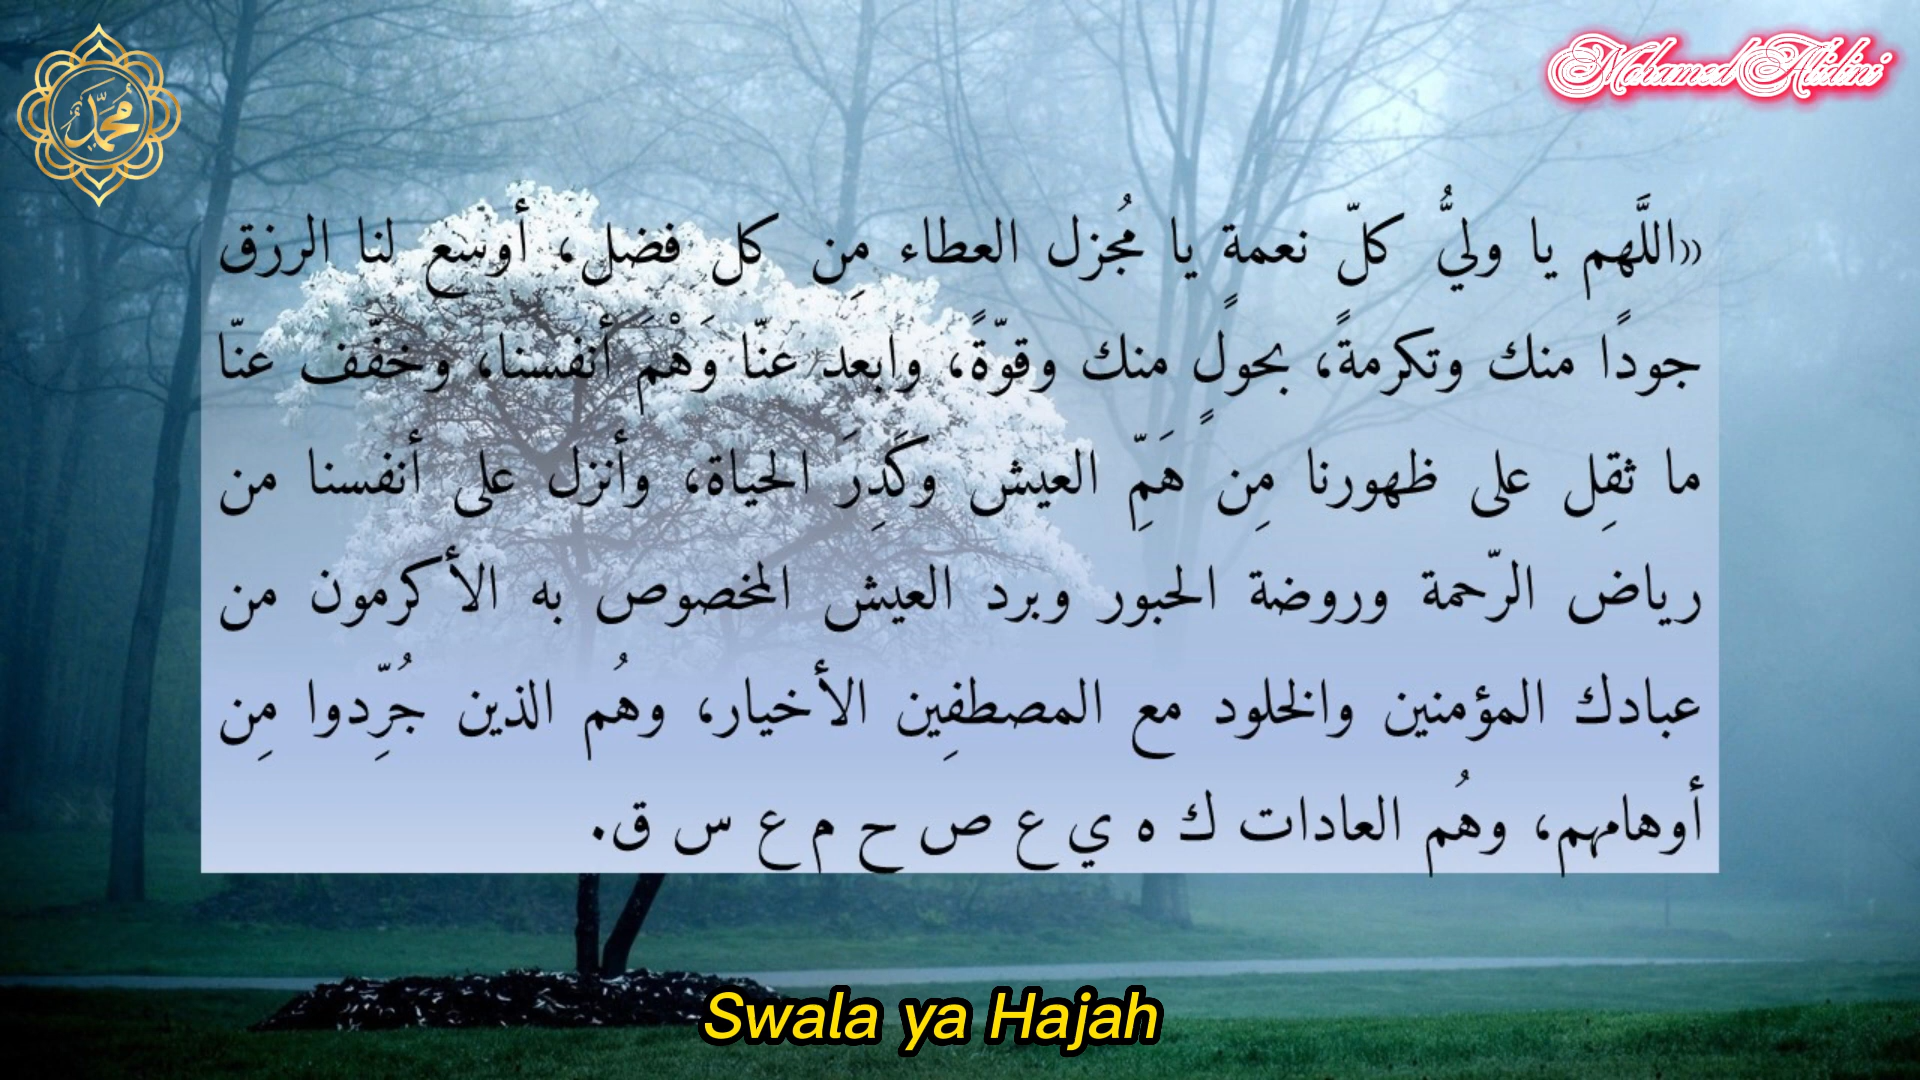 Mohamed Abdini
محمد
«اللَّهم يا وليُّ كلّ نعمةٍ يا مُجزل العطاء مِن كل فضل، أوسع لنا الرزق
جودًا منك وتكرمةً، بحولٍ منك وقوّةً، وابعد عنّا وَهْمَ أنفسنا، وخفّف عنّا
ما ثقِل على ظهورنا مِن هَمِّ العيش وكَدِرَ الحياة، وأنزل على أنفسنا من
رياض الرّحمة وروضة الحبور وبرد العيش المخصوص به الأكرمون من
عبادك المؤمنين والخلود مع المصطفِين الأخيار، وهُم الذين جُرِّدوا مِن
أوهامهم، وهُم العادات ك ه ي ع ص ح م ع س ق.
Swala ya Hajah